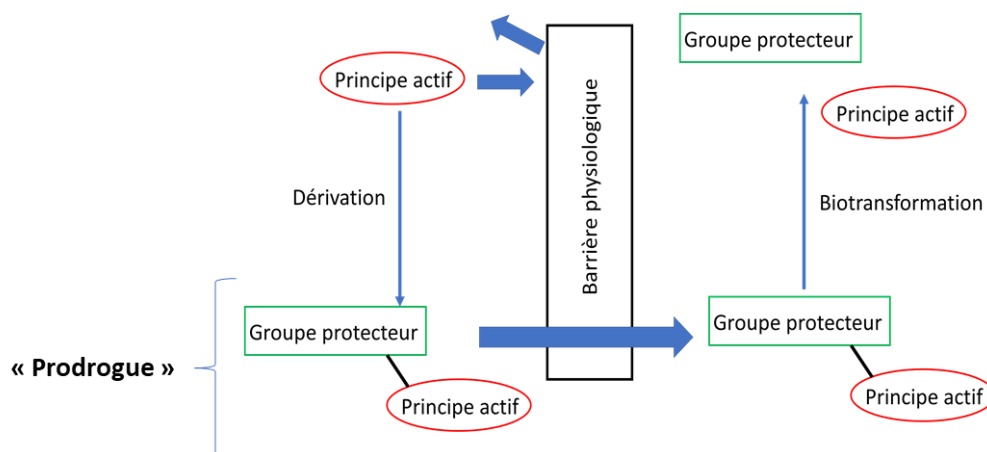 Groupe protecteur
Principe actif
Principe actif
Barrière physiologique
Dérivation
Biotransformation
Groupe protecteur
Groupe protecteur
« Prodrogue »
Principe actif
Principe actif